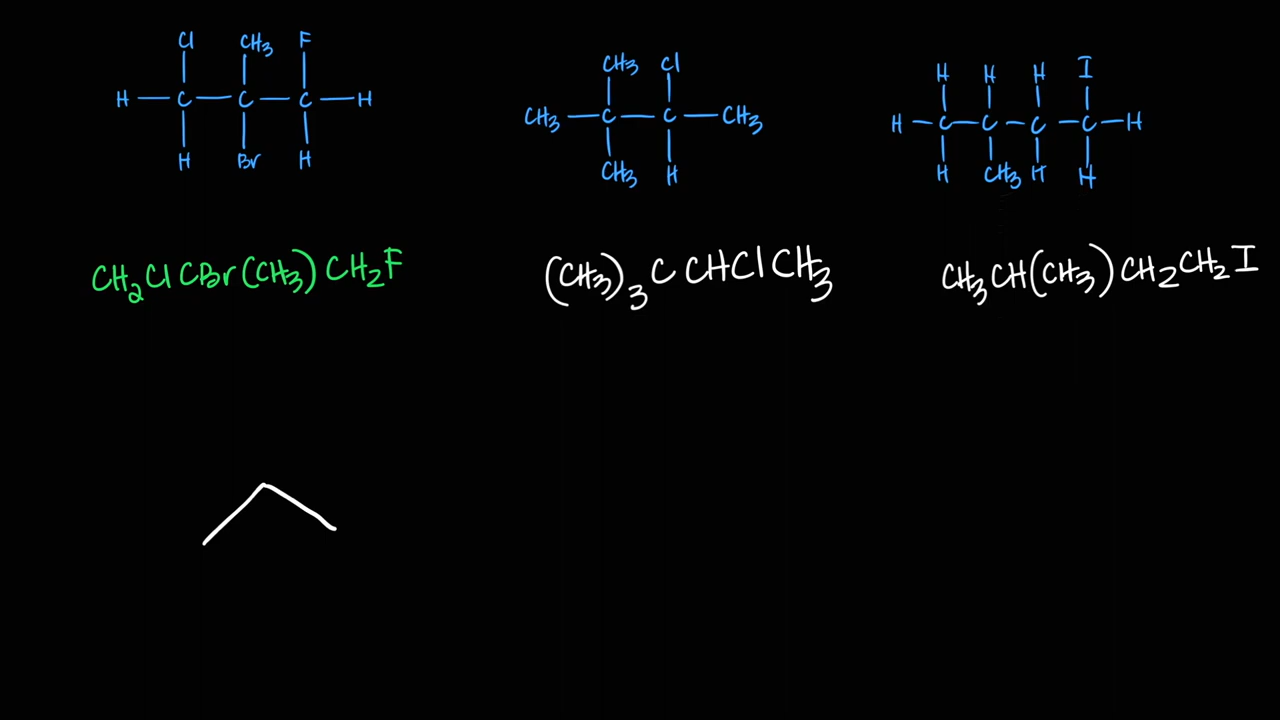 Cl CH3 F
H C C C H
H Br H
CH3 Cl
CH3 C C CH3
CH3 H
H H H I
H C C C C H
H CH3 H H
CH2ClCBr(CH3)CH2F
(CH3)3CCHClCH3
CH3CH(CH3)CH2CH2I